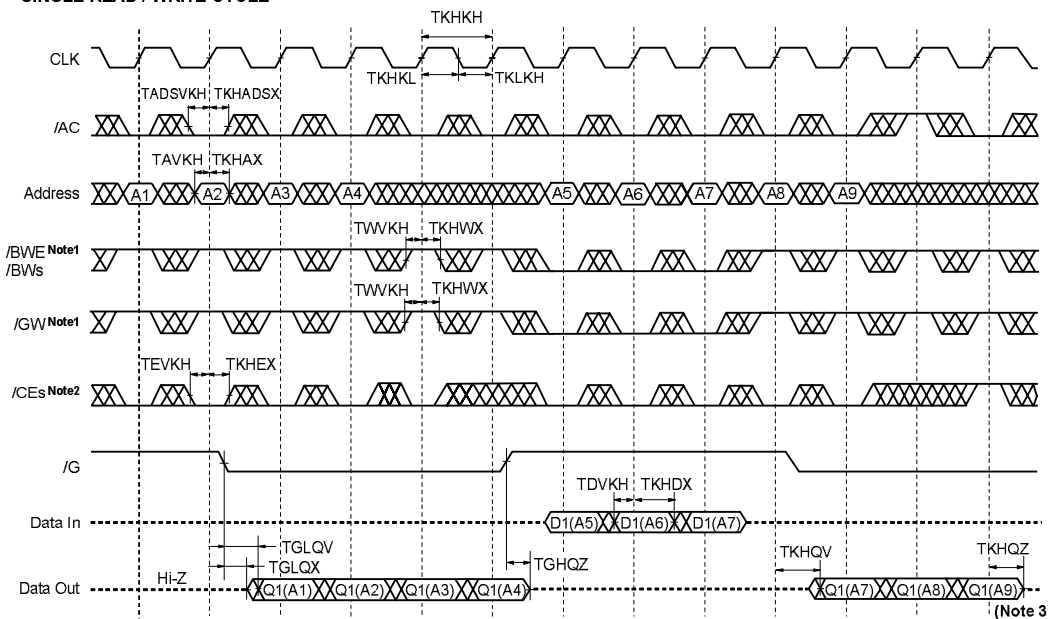 SINGLE READ / WRITE CYCLE
TKHKH
CLK
TKHKL TKLKH
TADSVKH TKHADSX
/AC
TAVKH TKHAX
Address A1 A2 A3 A4 A5 A6 A7 A8 A9
TWVKH TKHWX
/BWE Note1
/BWs
TWVKH TKHWX
/GW Note1
TEVKH TKHEX
/CEs Note2
/G
TDVKH TKHDX
Data In D1(A5) D1(A6) D1(A7)
TGLQV
TGLQX
TGHQZ
TKHQV
TKHQZ
Hi-Z
Data Out Q1(A1) Q1(A2) Q1(A3) Q1(A4) Q1(A7) Q1(A8) Q1(A9)
(Note 3